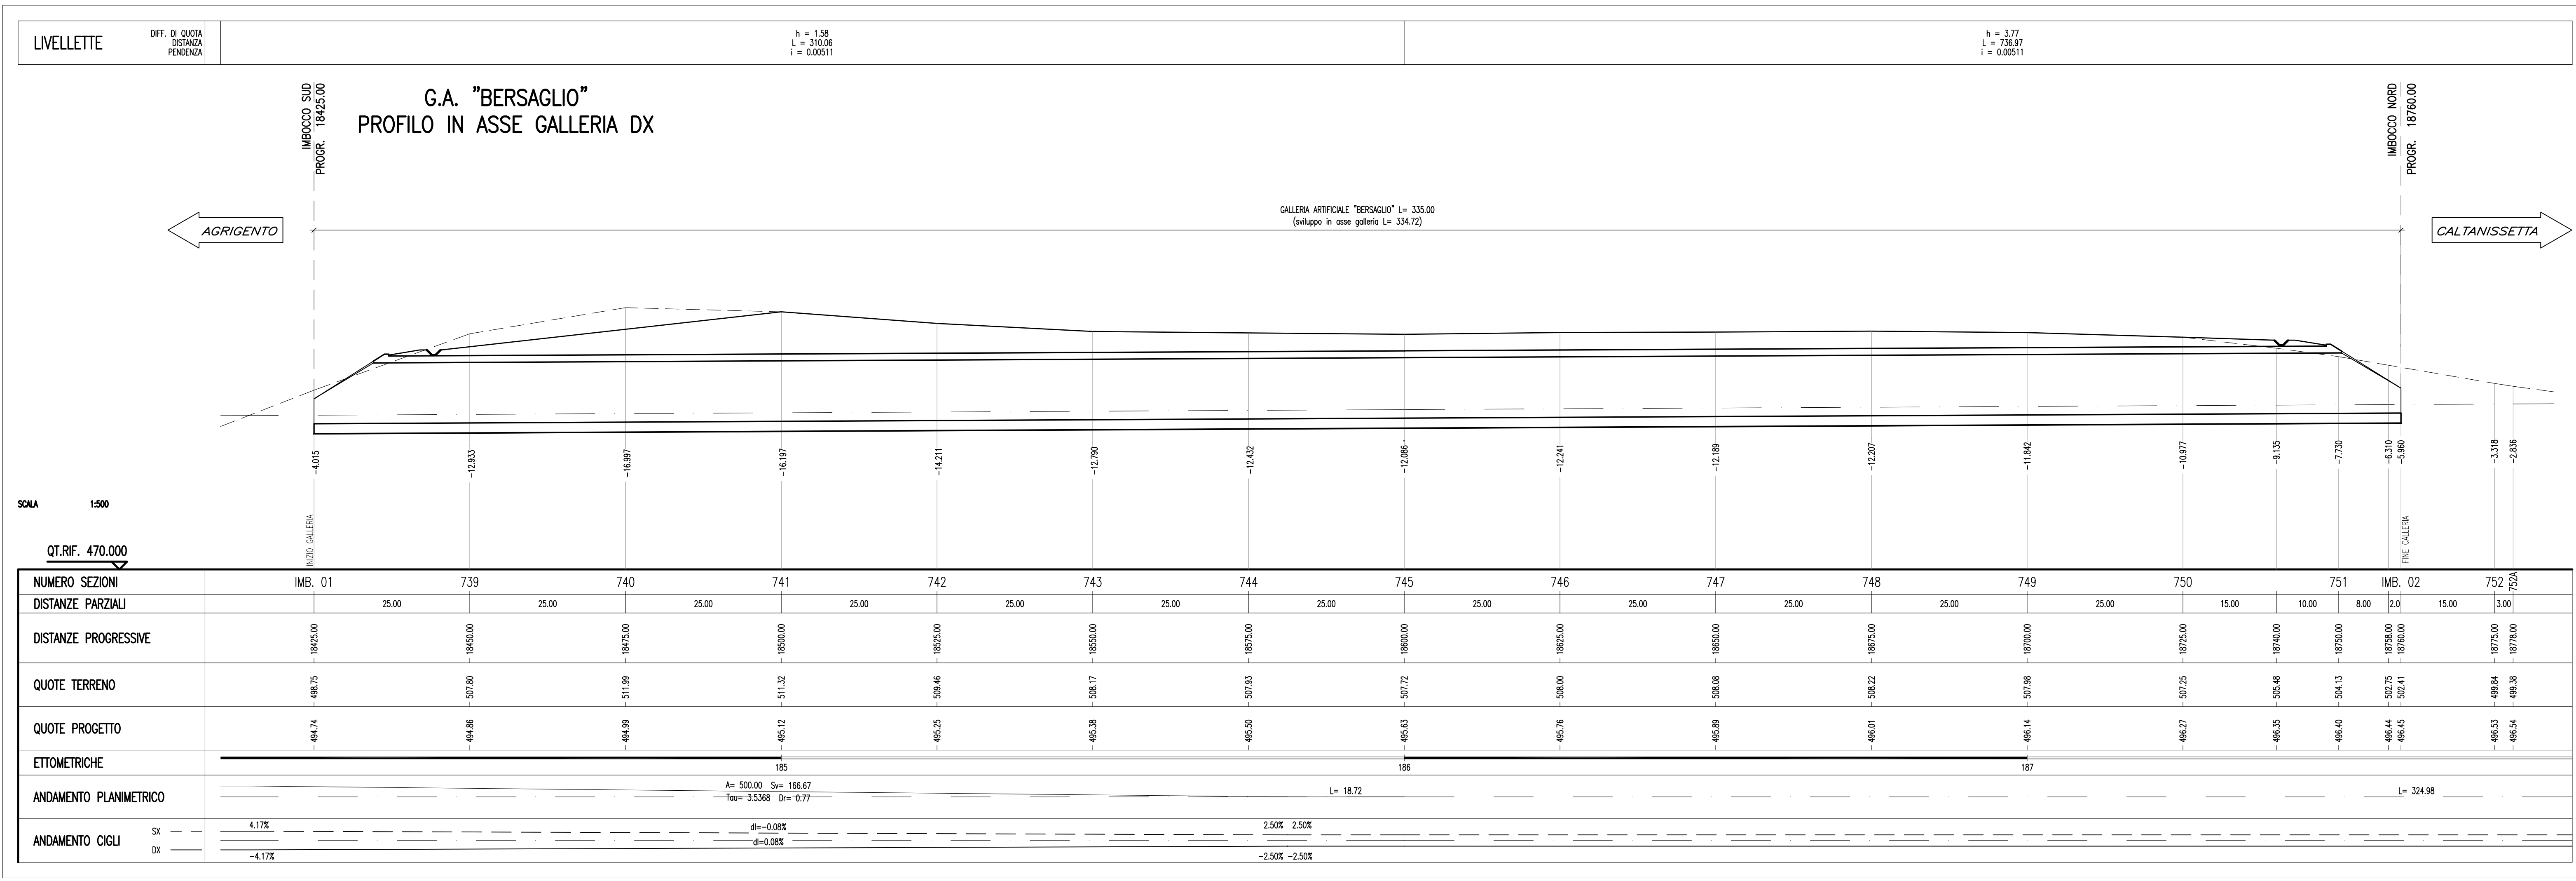 LIVELLETTE
DIFF. DI QUOTA
DISTANZA
PENDENZA
h = 1.58
L = 310.06
i = 0.00511
h = 3.77
L = 736.97
i = 0.00511
IMBOCCO SUD
PROGR. 18425.00
G.A. "BERSAGLIO"
PROFILO IN ASSE GALLERIA DX
IMBOCCO NORD
PROGR. 18760.00
AGRIGENTO
GALLERIA ARTIFICIALE "BERSAGLIO" L= 335.00
(sviluppo in asse galleria L= 334.72)
CALTANISSETTA
-4.015 -12.933 -16.997 -16.197 -14.211 -12.790 -12.432 -12.086 -12.241 -12.189 -12.207 -11.842 -10.977 -9.135 -7.730 -6.310 -5.960 -3.318 -2.836
SCALA 1:500
INIZIO GALLERIA
FINE GALLERIA
QT.RIF. 470.000
NUMERO SEZIONI IMB. 01 739 740 741 742 743 744 745 746 747 748 749 750 751 IMB. 02 752 752A
DISTANZE PARZIALI 25.00 25.00 25.00 25.00 25.00 25.00 25.00 25.00 25.00 25.00 25.00 25.00 15.00 10.00 8.00 2.0 15.00 3.00
DISTANZE PROGRESSIVE 18425.00 18450.00 18475.00 18500.00 18525.00 18550.00 18575.00 18600.00 18625.00 18650.00 18675.00 18700.00 18725.00 18740.00 18750.00 18758.00 18760.00 18775.00 18778.00
QUOTE TERRENO 498.75 507.80 511.99 511.32 509.46 508.17 507.93 507.72 508.00 508.08 508.22 507.98 507.25 505.48 504.13 502.75 502.41 499.84 499.38
QUOTE PROGETTO 494.74 494.86 494.99 495.12 495.25 495.38 495.50 495.63 495.76 495.89 496.01 496.14 496.27 496.35 496.40 496.44 496.45 496.53 496.54
ETTOMETRICHE 185 186 187
ANDAMENTO PLANIMETRICO
A= 500.00 Sv= 166.67
Tau= 3.5368 Dr= 0.77
L= 18.72
L= 324.98
ANDAMENTO CIGLI
SX
DX
4.17% dl=-0.08% 2.50% 2.50%
dl=0.08%
-4.17% -2.50% -2.50%